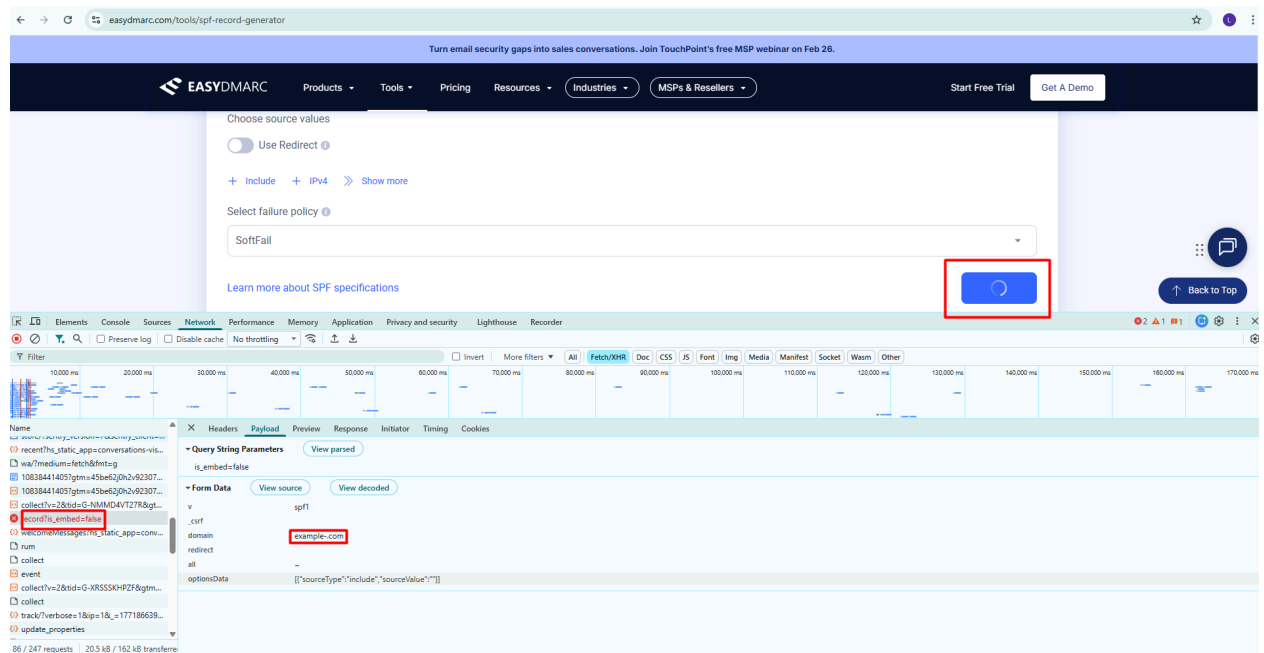 easydmarc.com/tools/spf-record-generator
L
Turn email security gaps into sales conversations. Join TouchPoint's free MSP webinar on Feb 26.
EASYDMARC Products Tools Pricing Resources Industries MSPs & Resellers Start Free Trial Get A Demo
Choose source values
Use Redirect
+ Include + IPv4 Show more
Select failure policy
SoftFail
Learn more about SPF specifications
↑ Back to Top
Elements Console Sources Network Performance Memory Application Privacy and security Lighthouse Recorder 2 1 1
Preserve log Disable cache No throttling
Filter Invert More filters All Fetch/XHR Doc CSS JS Font Img Media Manifest Socket Wasm Other
10,000 ms 20,000 ms 30,000 ms 40,000 ms 50,000 ms 60,000 ms 70,000 ms 80,000 ms 90,000 ms 100,000 ms 110,000 ms 120,000 ms 130,000 ms 140,000 ms 150,000 ms 160,000 ms 170,000 ms
Name
Headers Payload Preview Response Initiator Timing Cookies
recent?hs_static_app=conversations-vis...
wa/?medium=fetch&fmt=g
10838441405?gtm=45be62j0h2v92307...
10838441405?gtm=45be62j0h2v92307...
collect?v=2&tid=G-NMMD4VT27R&gt...
record?is_embed=false
welcomeMessages?hs_static_app=conv...
rum
collect
event
collect?v=2&tid=G-XRSSSKHPZF&gtm...
collect
track/?verbose=1&ip=1&_=177186639...
update_properties
86 / 247 requests 20.5 kB / 162 kB transferre
Query String Parameters View parsed
is_embed=false
Form Data View source View decoded
v spf1
_csrf
domain example-.com
redirect
all ~
optionsData [{"sourceType":"include","sourceValue":""}]